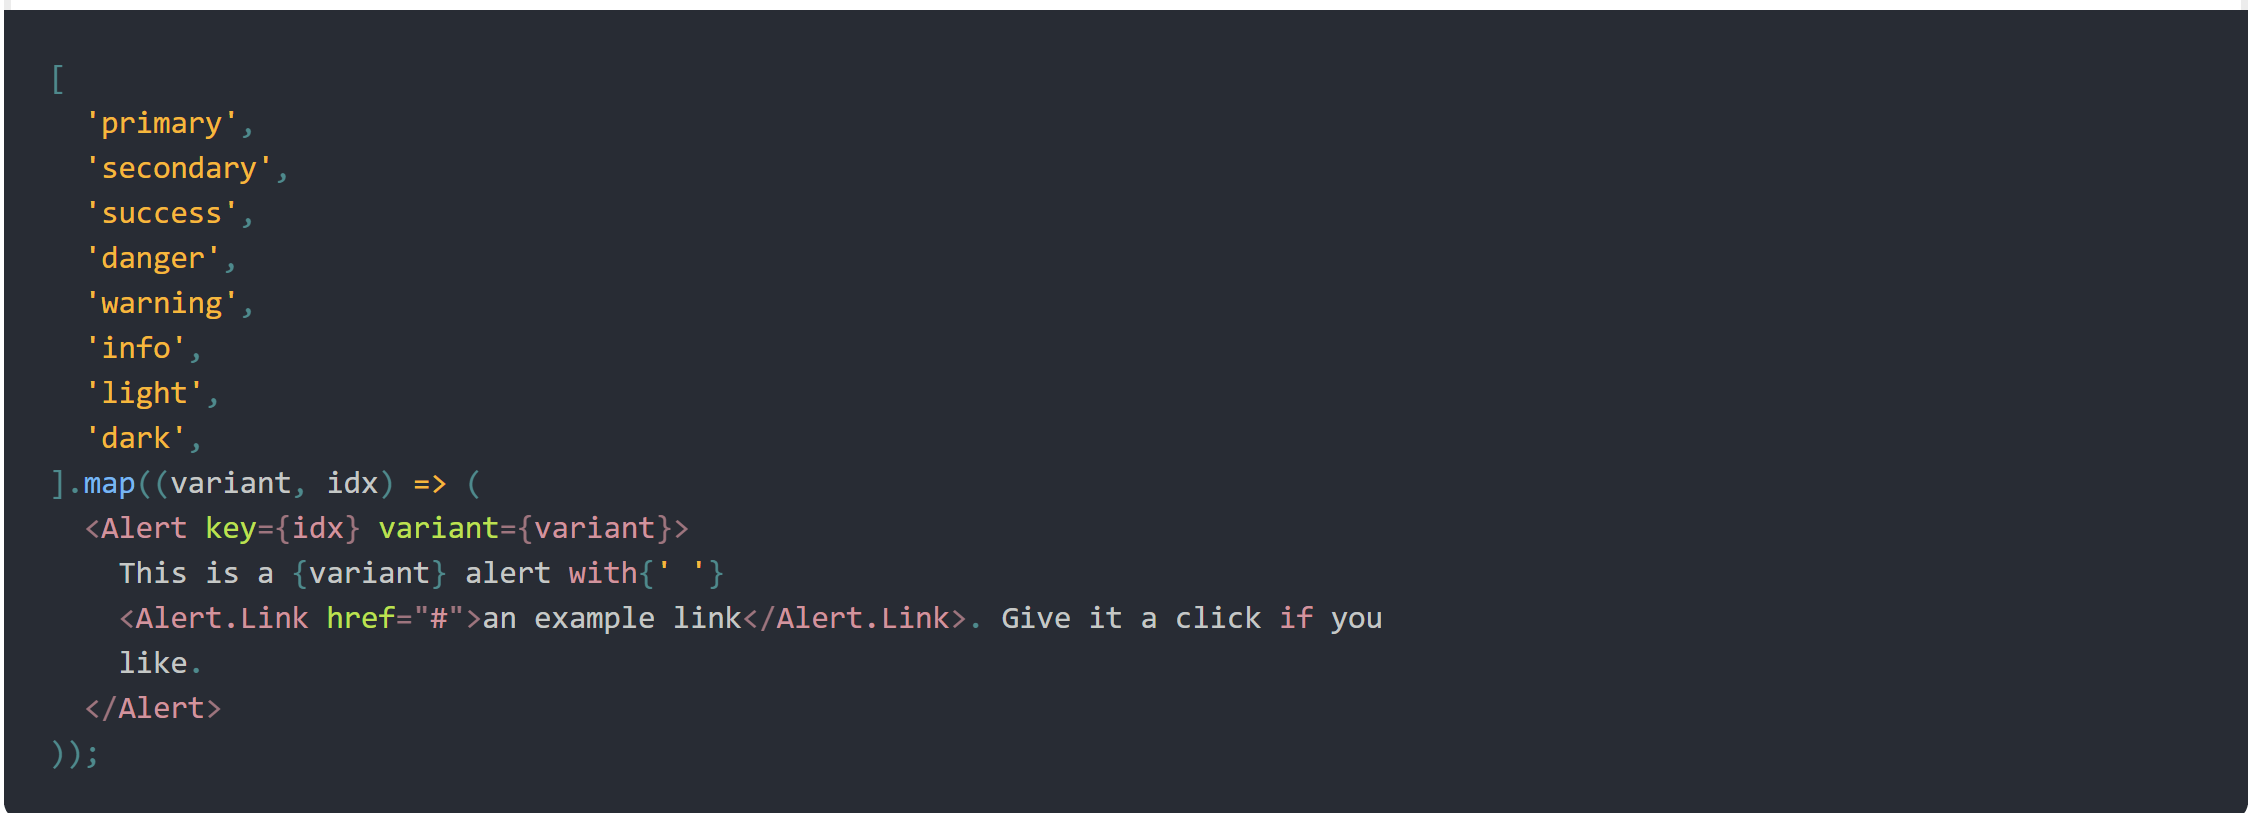 [
  'primary',
  'secondary',
  'success',
  'danger',
  'warning',
  'info',
  'light',
  'dark',
].map((variant, idx) => (
  <Alert key={idx} variant={variant}>
    This is a {variant} alert with{' '}
    <Alert.Link href="#">an example link</Alert.Link>. Give it a click if you
    like.
  </Alert>
));